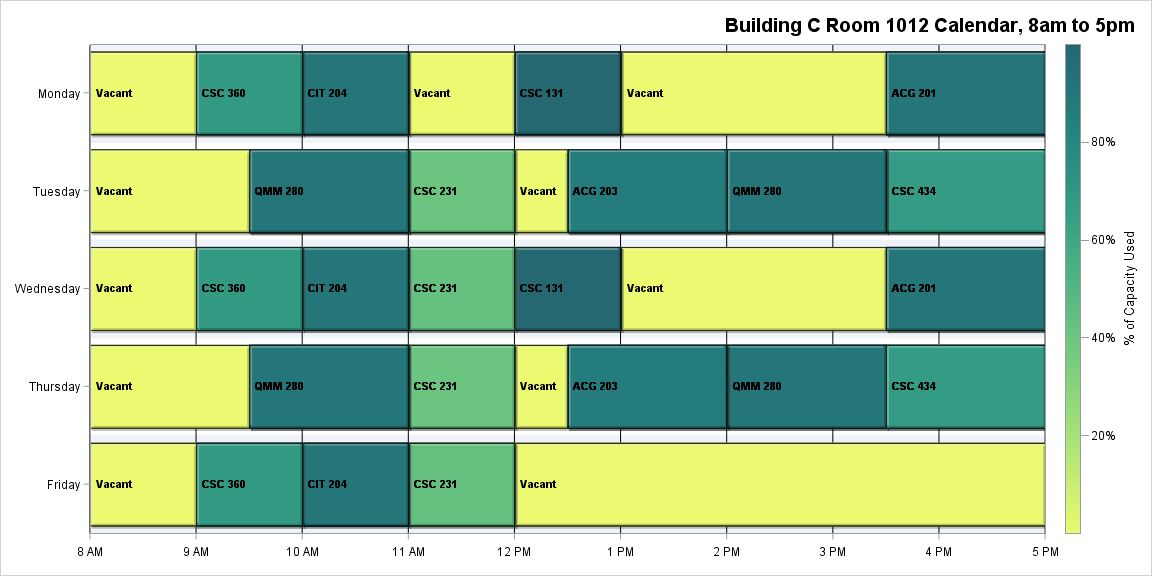 Building C Room 1012 Calendar, 8am to 5pm
Monday
Vacant
CSC 360
CIT 204
Vacant
CSC 131
Vacant
ACG 201
Tuesday
Vacant
QMM 280
CSC 231
Vacant
ACG 203
QMM 280
CSC 434
Wednesday
Vacant
CSC 360
CIT 204
CSC 231
CSC 131
Vacant
ACG 201
Thursday
Vacant
QMM 280
CSC 231
Vacant
ACG 203
QMM 280
CSC 434
Friday
Vacant
CSC 360
CIT 204
CSC 231
Vacant
8 AM
9 AM
10 AM
11 AM
12 PM
1 PM
2 PM
3 PM
4 PM
5 PM
80%
60%
40%
20%
% of Capacity Used